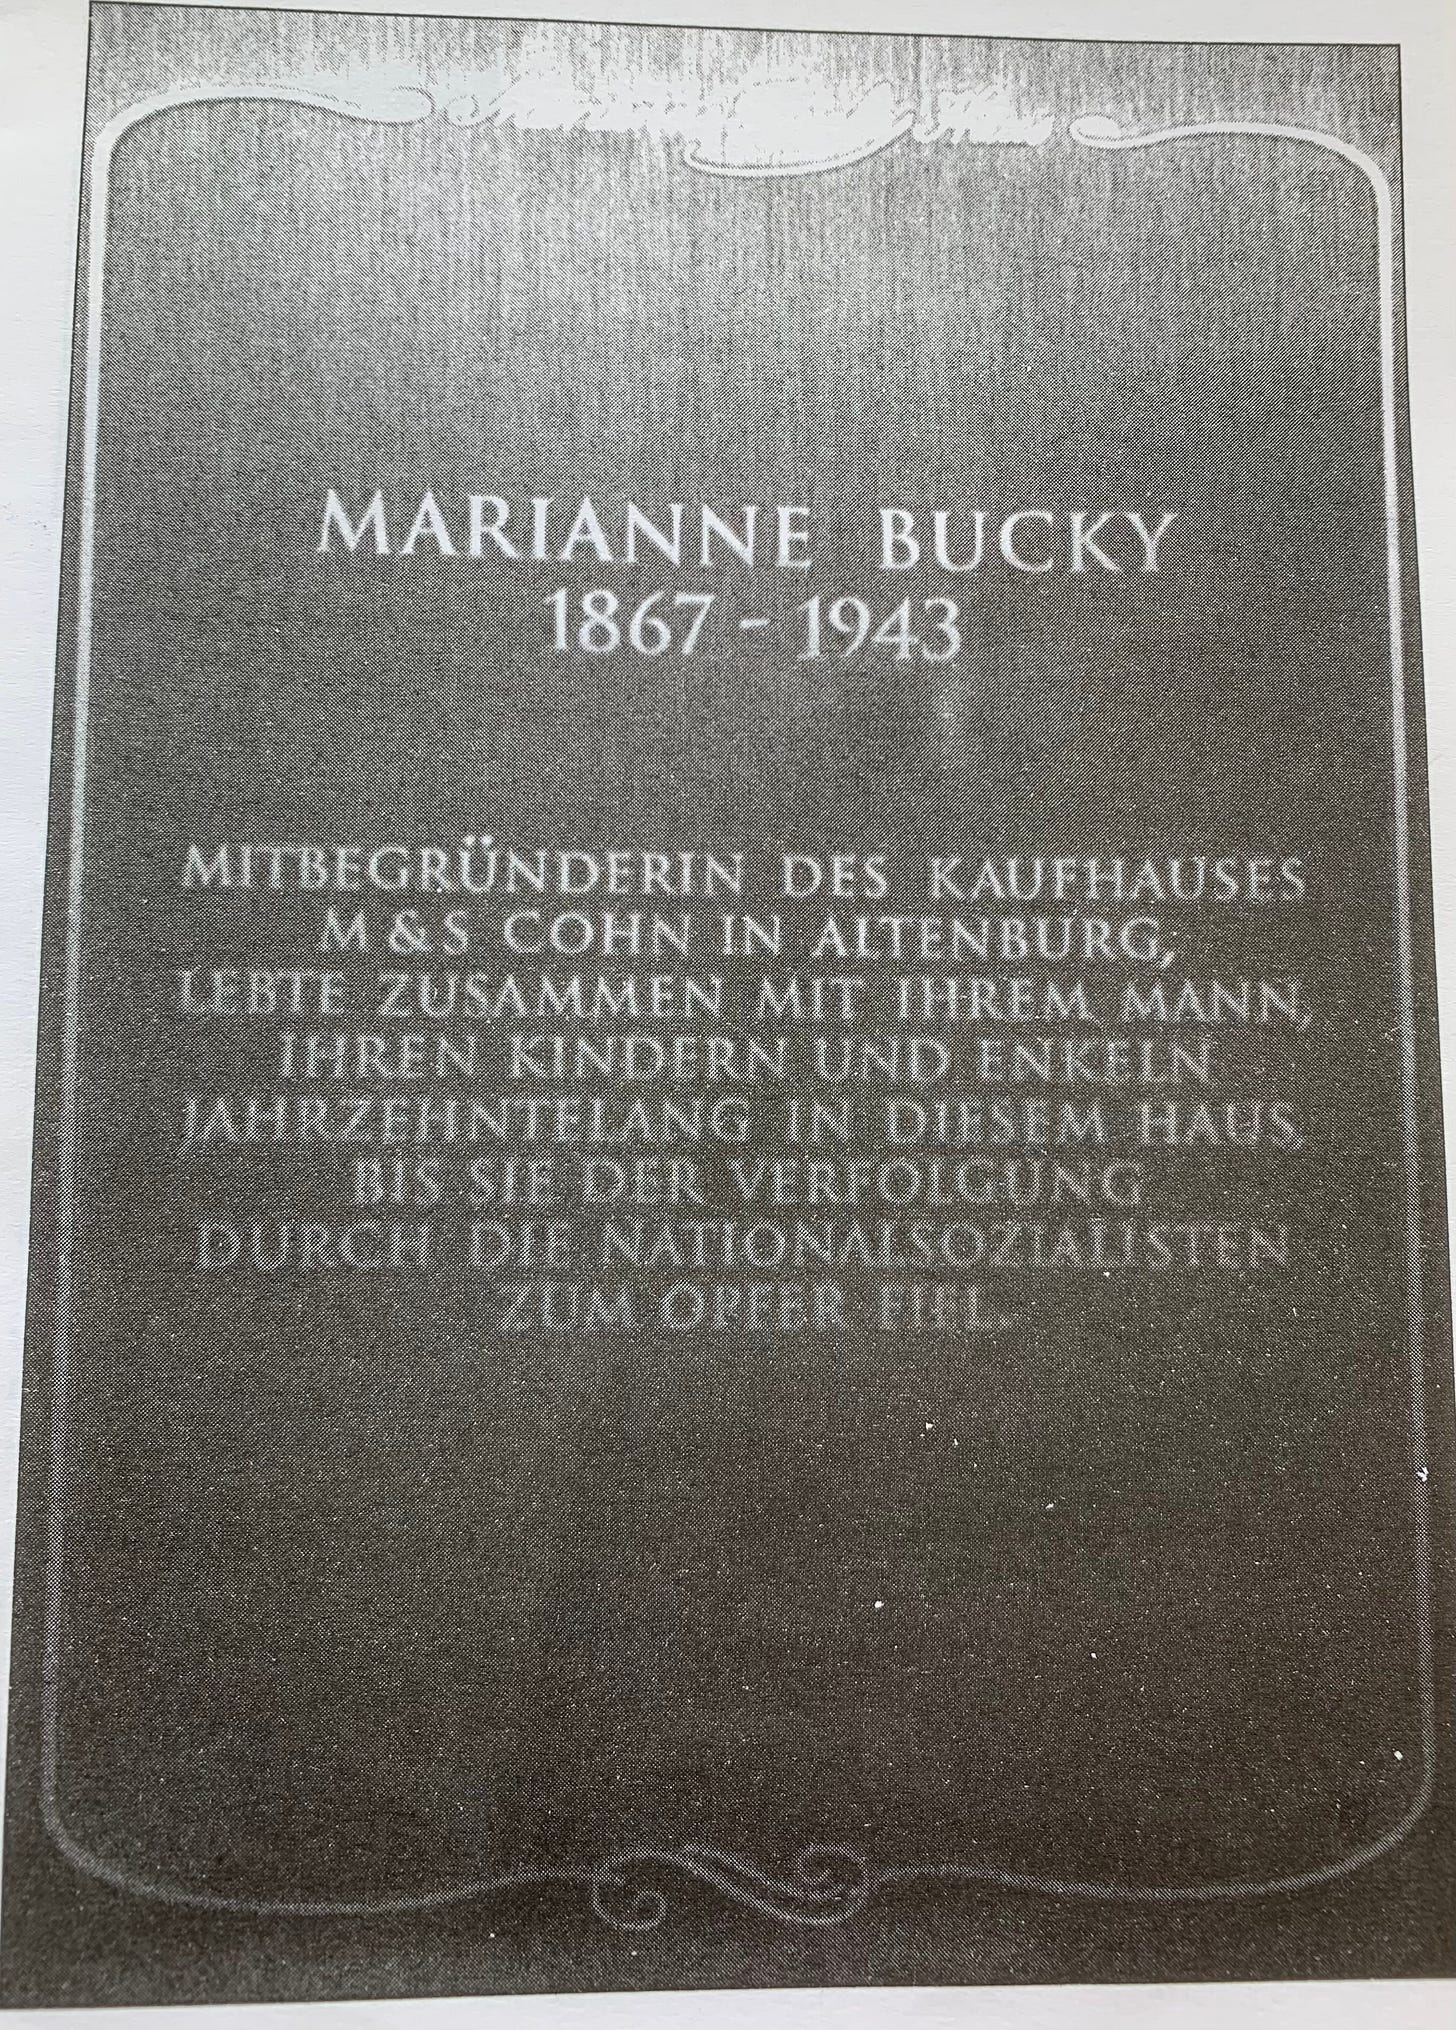 MARIANNE BUCKY
1867 - 1943
MITBEGRÜNDERIN DES KAUFHAUSES
M & S COHN IN ALTENBURG,
LEBTE ZUSAMMEN MIT IHREM MANN,
IHREN KINDERN UND ENKELN
JAHRZEHNTELANG IN DIESEM HAUS,
BIS SIE DER VERFOLGUNG
DURCH DIE NATIONALSOZIALISTEN
ZUM OPFER FIEL.